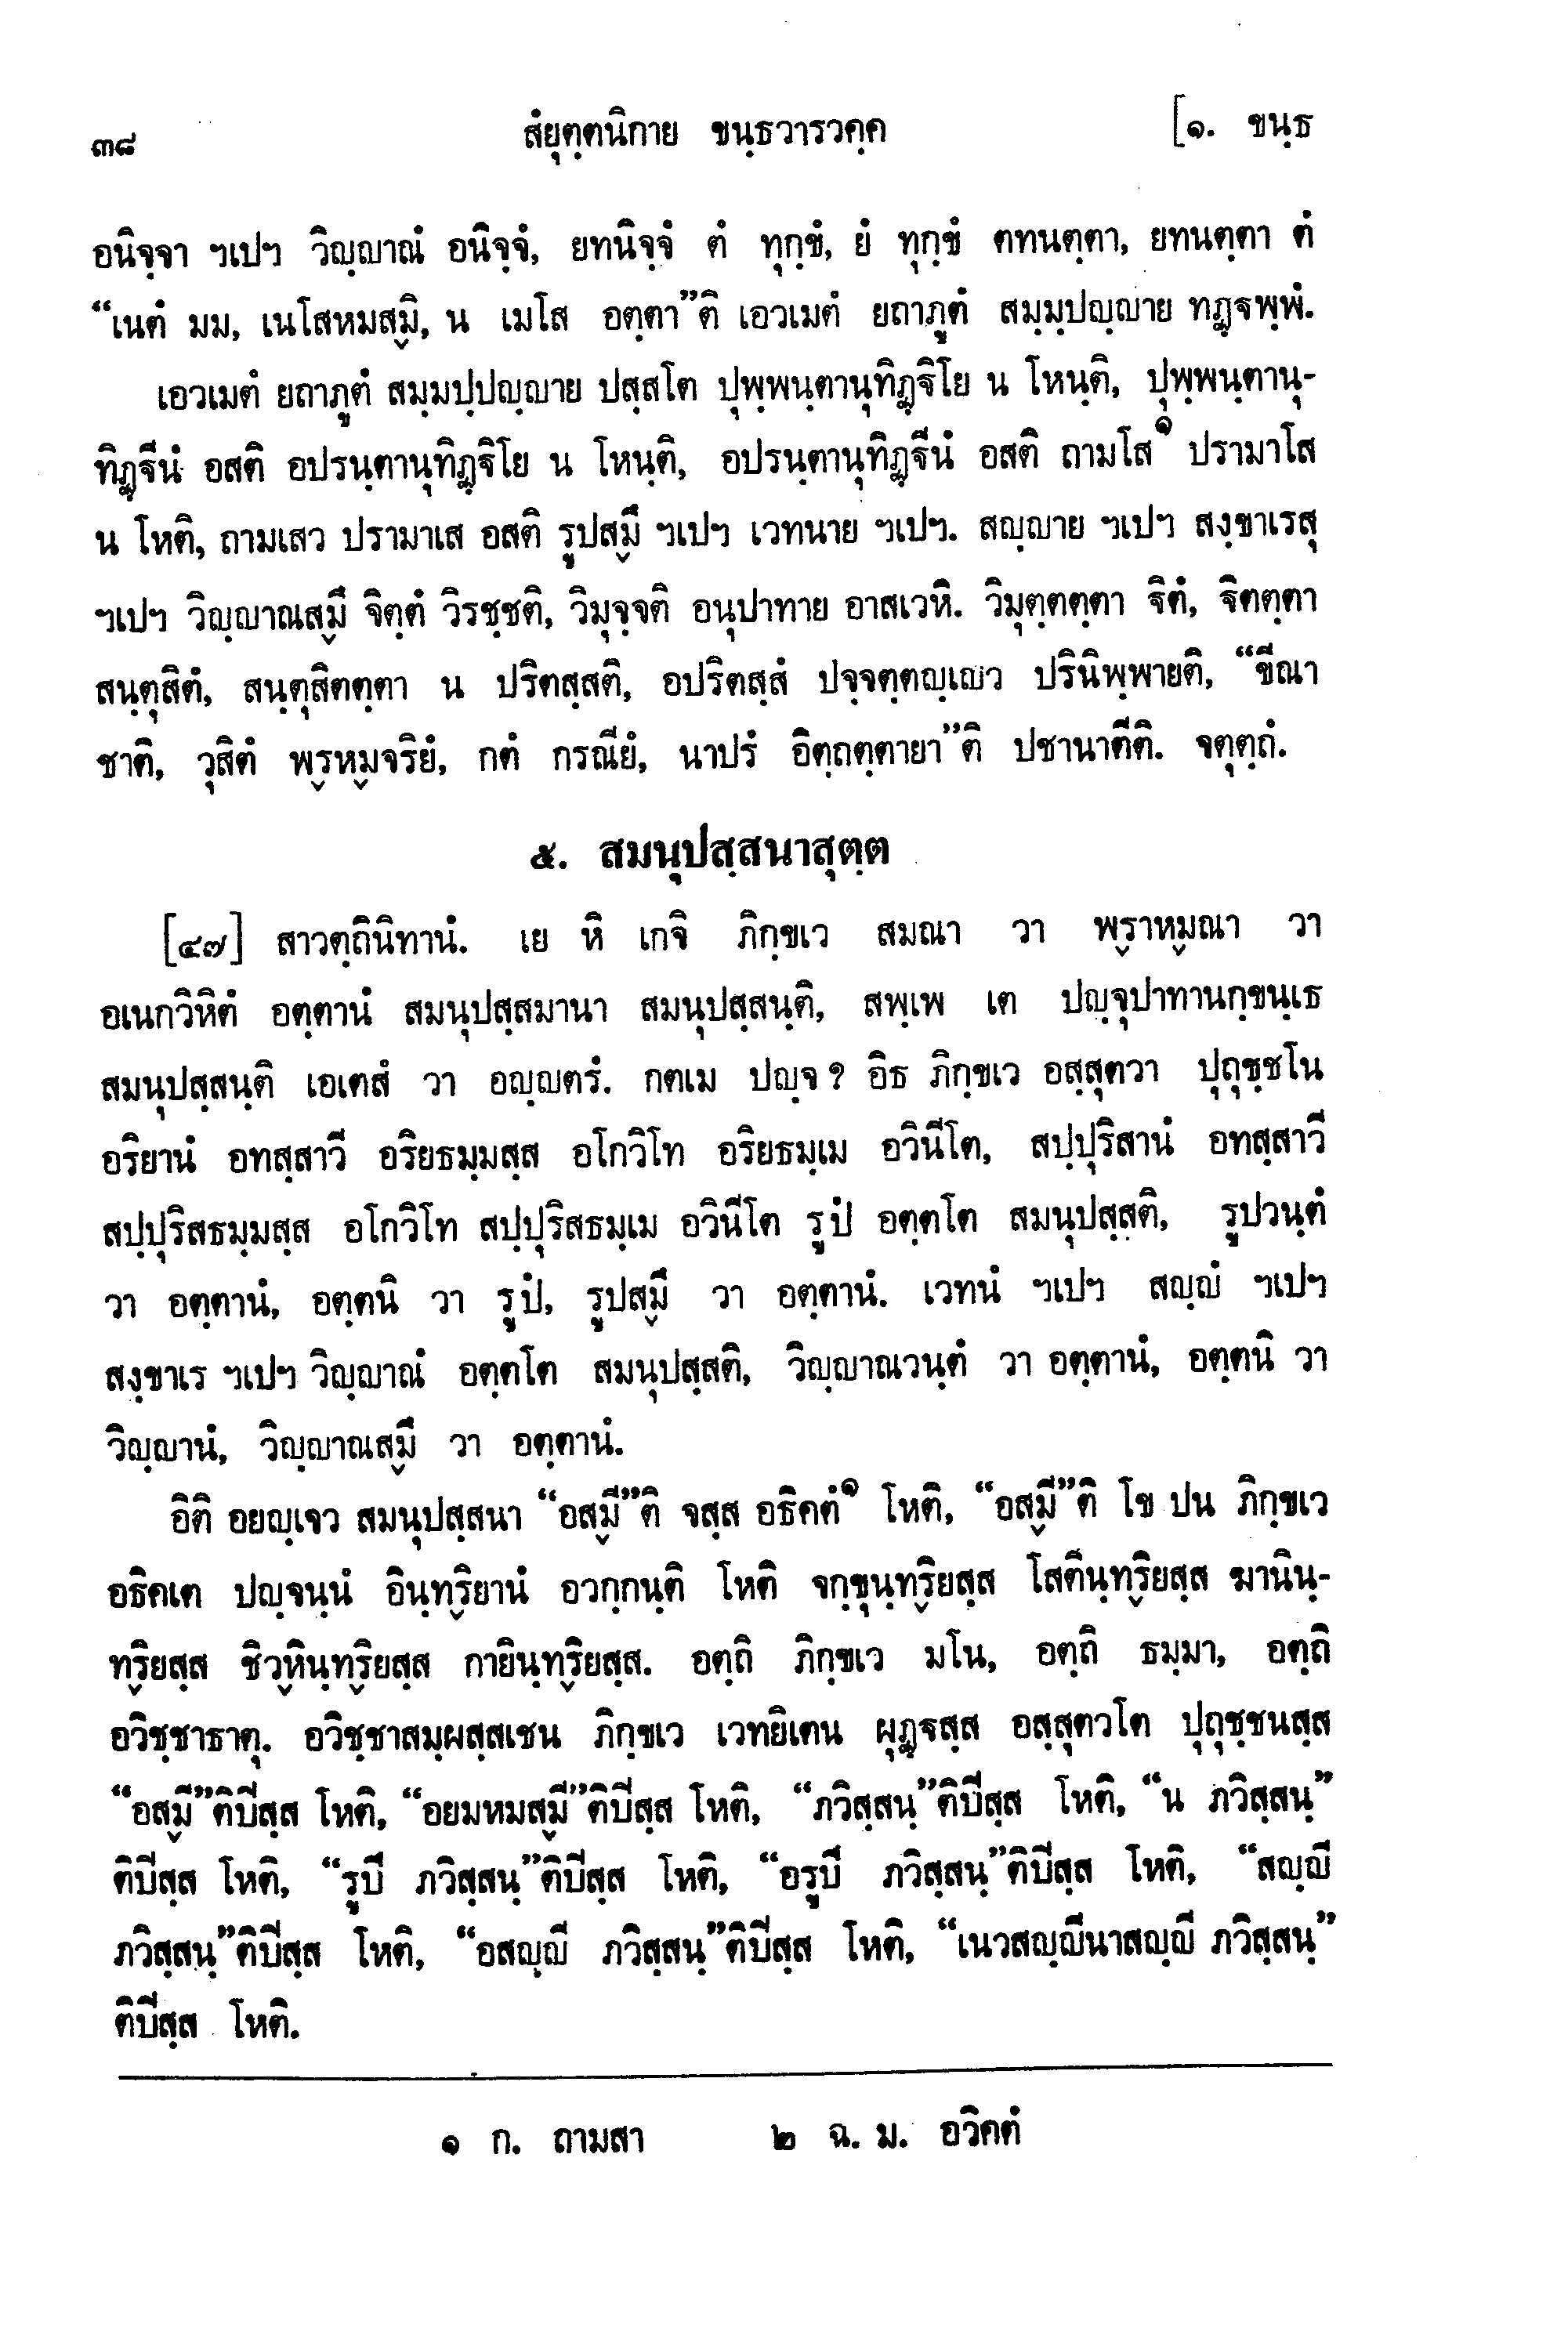 ๓๘ สํยุตฺตนิกาย ขนฺธวารวคฺค [๑. ขนฺธ
อนิจฺจา ฯเปฯ วิญฺญาณํ อนิจฺจํ, ยทนิจฺจํ ตํ ทุกฺขํ, ยํ ทุกฺขํ ตทนตฺตา, ยทนตฺตา ตํ
“เนตํ มม, เนโสหมสฺมิ, น เมโส อตฺตา”ติ เอวเมตํ ยถาภูตํ สมฺมฺปญฺญาย ทฏฺฐพฺพํ.
เอวเมตํ ยถาภูตํ สมฺมปฺปญฺญาย ปสฺสโต ปุพฺพนฺตานุทิฏฺฐิโย น โหนฺติ, ปุพฺพนฺตานุ-
ทิฏฺฐีนํ อสติ อปรนฺตานุทิฏฺฐิโย น โหนฺติ, อปรนฺตานุทิฏฺฐีนํ อสติ ถามโส๑ ปรามาโส
น โหติ, ถามเสว ปรามาเส อสติ รูปสฺมึ ฯเปฯ เวทนาย ฯเปฯ. สญฺญาย ฯเปฯ สงฺขาเรสุ
ฯเปฯ วิญฺญาณสฺมึ จิตฺตํ วิรชฺชติ, วิมุจฺจติ อนุปาทาย อาสเวหิ. วิมุตฺตตฺตา ฐิตํ, ฐิตตฺตา
สนฺตุสิตํ, สนฺตุสิตตฺตา น ปริตสฺสติ, อปริตสฺสํ ปจฺจตฺตญฺเญว ปรินิพฺพายติ, “ขีณา
ชาติ, วุสิตํ พฺรหฺมจริยํ, กตํ กรณียํ, นาปรํ อิตฺถตฺตายา”ติ ปชานาตีติ. จตุตฺถํ.
๕. สมนุปสฺสนาสุตฺต
[๔๗] สาวตฺถินิทานํ. เย หิ เกจิ ภิกฺขเว สมณา วา พฺราหฺมณา วา
อเนกวิหิตํ อตฺตานํ สมนุปสฺสมานา สมนุปสฺสนฺติ, สพฺเพ เต ปญฺจุปาทานกฺขนฺเธ
สมนุปสฺสนฺติ เอเตสํ วา อญฺญตรํ. กตเม ปญฺจ ? อิธ ภิกฺขเว อสฺสุตวา ปุถุชฺชโน
อริยานํ อทสฺสาวี อริยธมฺมสฺส อโกวิโท อริยธมฺเม อวินีโต, สปฺปุริสานํ อทสฺสาวี
สปฺปุริสธมฺมสฺส อโกวิโท สปฺปุริสธมฺเม อวินีโต รูปํ อตฺตโต สมนุปสฺสติ, รูปวนฺตํ
วา อตฺตานํ, อตฺตนิ วา รูปํ, รูปสฺมึ วา อตฺตานํ. เวทนํ ฯเปฯ สญฺญํ ฯเปฯ
สงฺขาเร ฯเปฯ วิญฺญาณํ อตฺตโต สมนุปสฺสติ, วิญฺญาณวนฺตํ วา อตฺตานํ, อตฺตนิ วา
วิญฺญานํ, วิญฺญาณสฺมึ วา อตฺตานํ.
อิติ อยญฺเจว สมนุปสฺสนา “อสฺมี”ติ จสฺส อธิคตํ๑ โหติ, “อสฺมี”ติ โข ปน ภิกฺขเว
อธิคเต ปญฺจนฺนํ อินฺทฺริยานํ อวกฺกนฺติ โหติ จกฺขุนฺทฺริยสฺส โสตินฺทฺริยสฺส ฆานินฺ-
ทฺริยสฺส ชิวฺหินฺทฺริยสฺส กายินฺทฺริยสฺส. อตฺถิ ภิกฺขเว มโน, อตฺถิ ธมฺมา, อตฺถิ
อวิชฺชาธาตุ. อวิชฺชาสมฺผสฺสเชน ภิกฺขเว เวทยิเตน ผุฏฺฐสฺส อสฺสุตวโต ปุถุชฺชนสฺส
“อสฺมี”ติบีสฺส โหติ, “อยมหมสฺมี”ติบีสฺส โหติ, “ภวิสฺสนฺ”ติบีสฺส โหติ, “น ภวิสฺสนฺ”
ติบีสฺส โหติ, “รูบี ภวิสฺสนฺ”ติบีสฺส โหติ, “อรูบี ภวิสฺสนฺ”ติบีสฺส โหติ, “สญฺญี
ภวิสฺสนฺ”ติบีสฺส โหติ, “อสญฺญี ภวิสฺสนฺ”ติบีสฺส โหติ, “เนวสญฺญีนาสญฺญี ภวิสฺสนฺ”
ติบีสฺส โหติ.
๑ ก. ถามสา ๒ ฉ. ม. อวิคตํ